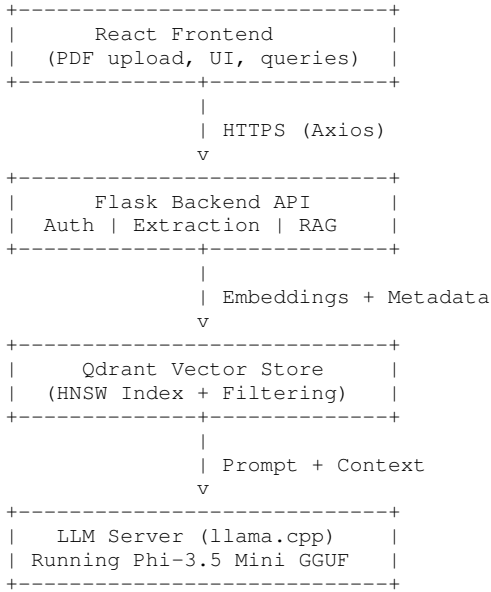 React Frontend
(PDF upload, UI, queries)
HTTPS (Axios)
Flask Backend API
Auth | Extraction | RAG
Embeddings + Metadata
Qdrant Vector Store
(HNSW Index + Filtering)
Prompt + Context
LLM Server (llama.cpp)
Running Phi-3.5 Mini GGUF